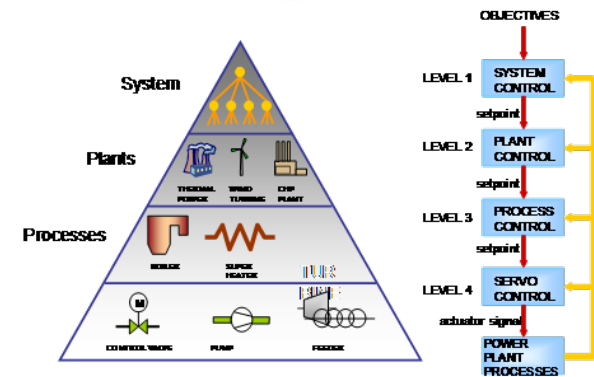 System
Plants
THERMAL
POWER
WIND
TURBINE
CHP
PLANT
Processes
BOILER
SUPER
HEATER
TUR
BINE
M
CONTROL VALVE
PUMP
FEEDER
OBJECTIVES
LEVEL 1
SYSTEM
CONTROL
setpoint
LEVEL 2
PLANT
CONTROL
setpoint
LEVEL 3
PROCESS
CONTROL
setpoint
LEVEL 4
SERVO
CONTROL
actuator signal
POWER
PLANT
PROCESSES